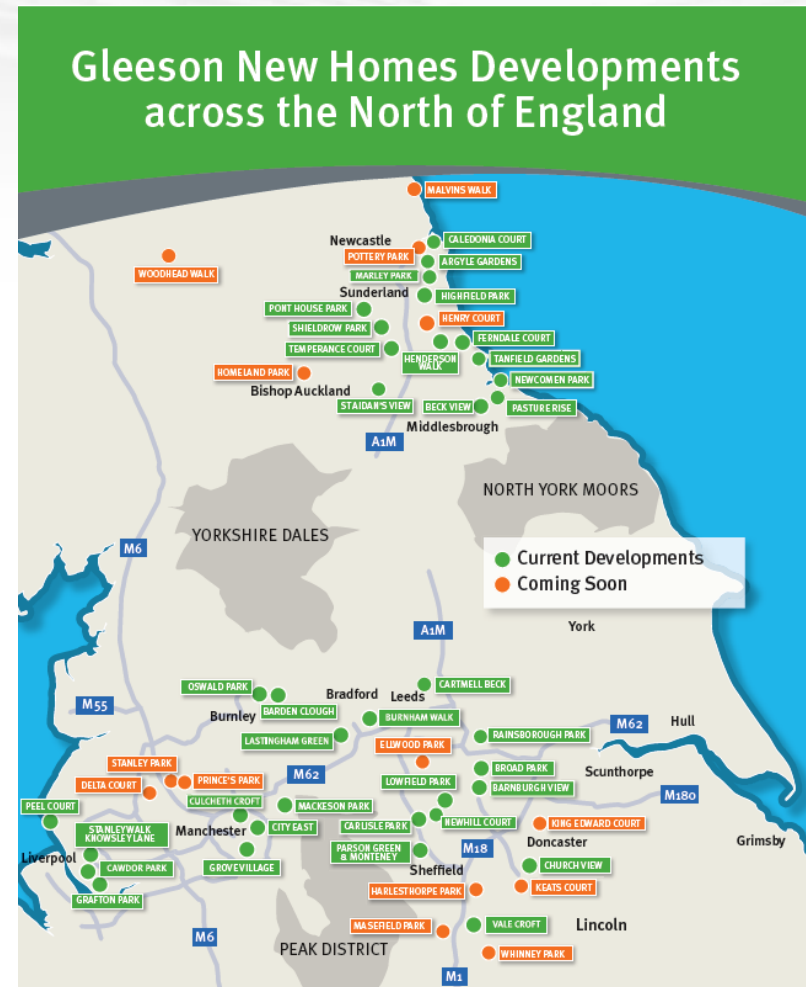 Gleeson New Homes Developments
across the North of England
MALVINS WALK
Newcastle
CALEDONIA COURT
POTTERY PARK
ARGYLE GARDENS
WOODHEAD WALK
MARLEY PARK
Sunderland
HIGHFIELD PARK
PONT HOUSE PARK
HENRY COURT
SHIELDROW PARK
FERNDALE COURT
TEMPERANCE COURT
HENDERSON
WALK
TANFIELD GARDENS
HOMELAND PARK
NEWCOMEN PARK
Bishop Auckland
STAIDAN'S VIEW
BECK VIEW
PASTURE RISE
Middlesbrough
A1M
NORTH YORK MOORS
YORKSHIRE DALES
M6
Current Developments
Coming Soon
A1M
York
OSWALD PARK
Bradford
Leeds
CARTMELL BECK
M55
BARDEN CLOUGH
Burnley
BURNHAM WALK
M62
Hull
LASTINGHAM GREEN
ELLWOOD PARK
RAINSBOROUGH PARK
STANLEY PARK
BROAD PARK
Scunthorpe
DELTA COURT
PRINCE'S PARK
M62
LOWFIELD PARK
BARNBURGH VIEW
M180
PEEL COURT
CULCHETH CROFT
MACKESON PARK
STANLEYWALK
KNOWSLEY LANE
Manchester
CITY EAST
CARLISLE PARK
NEWHILL COURT
KING EDWARD COURT
Grimsby
Liverpool
PARSON GREEN
& MONTENEY
M18
Doncaster
CAWDOR PARK
GROVEVILLAGE
Sheffield
CHURCH VIEW
GRAFTON PARK
HARLESTHORPE PARK
KEATS COURT
MASEFIELD PARK
VALE CROFT
Lincoln
M6
PEAK DISTRICT
WHINNEY PARK
M1